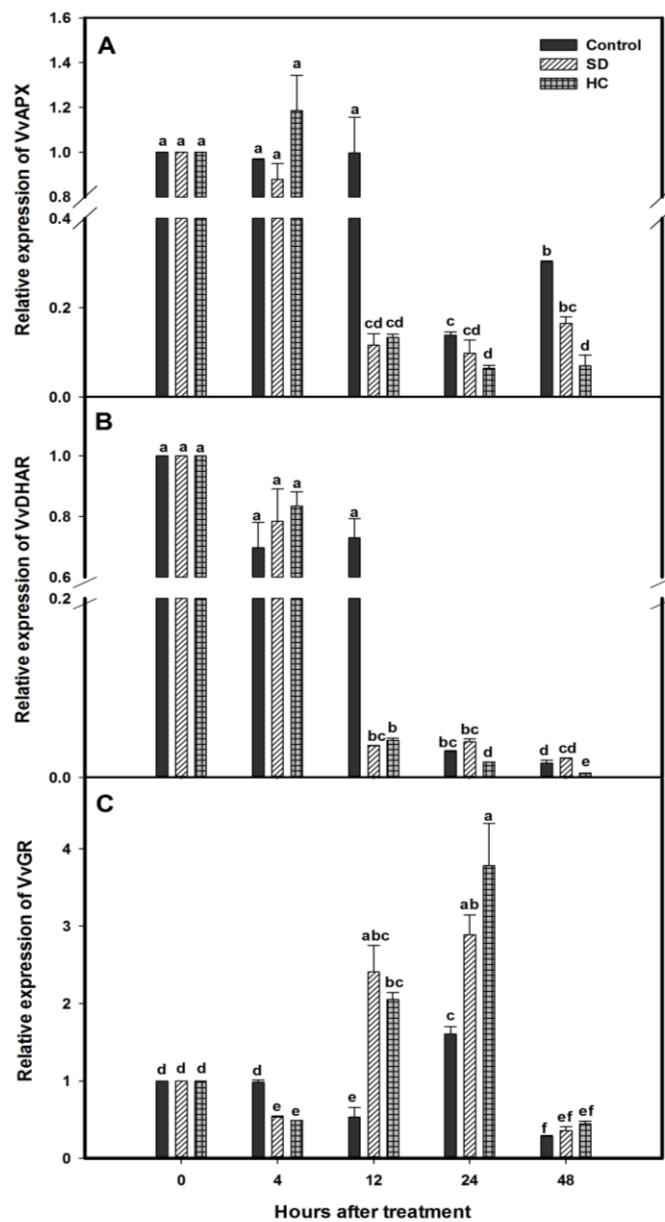 A
Control
SD
HC
Relative expression of VvAPX
1.6
1.4
1.2
1.0
0.8
0.4
0.2
0.0
a a a
a a a
a cd cd
c cd d
b bc d
B
Relative expression of VvDHAR
1.0
0.8
0.6
0.2
0.0
a a a
a a a
a bc b
bc bc d
d cd e
C
Relative expression of VvGR
4
3
2
1
0
d d d
d e e
e abc bc
c ab a
f ef ef
0 4 12 24 48
Hours after treatment